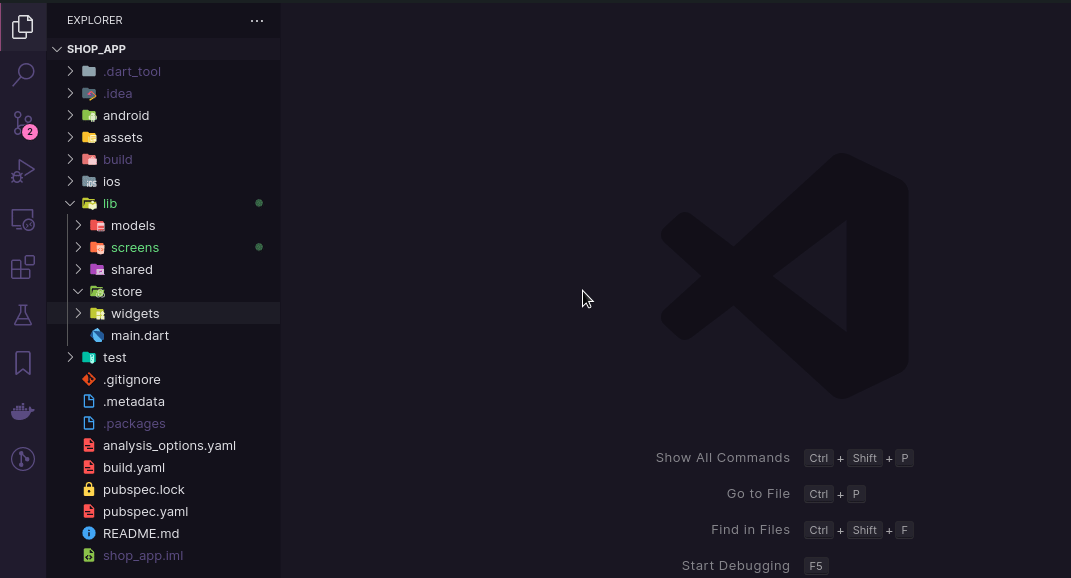 EXPLORER
SHOP_APP
.dart_tool
.idea
android
assets
build
ios
lib
models
screens
shared
store
widgets
main.dart
test
.gitignore
.metadata
.packages
analysis_options.yaml
build.yaml
pubspec.lock
pubspec.yaml
README.md
shop_app.iml
2
Show All Commands Ctrl + Shift + P
Go to File Ctrl + P
Find in Files Ctrl + Shift + F
Start Debugging F5